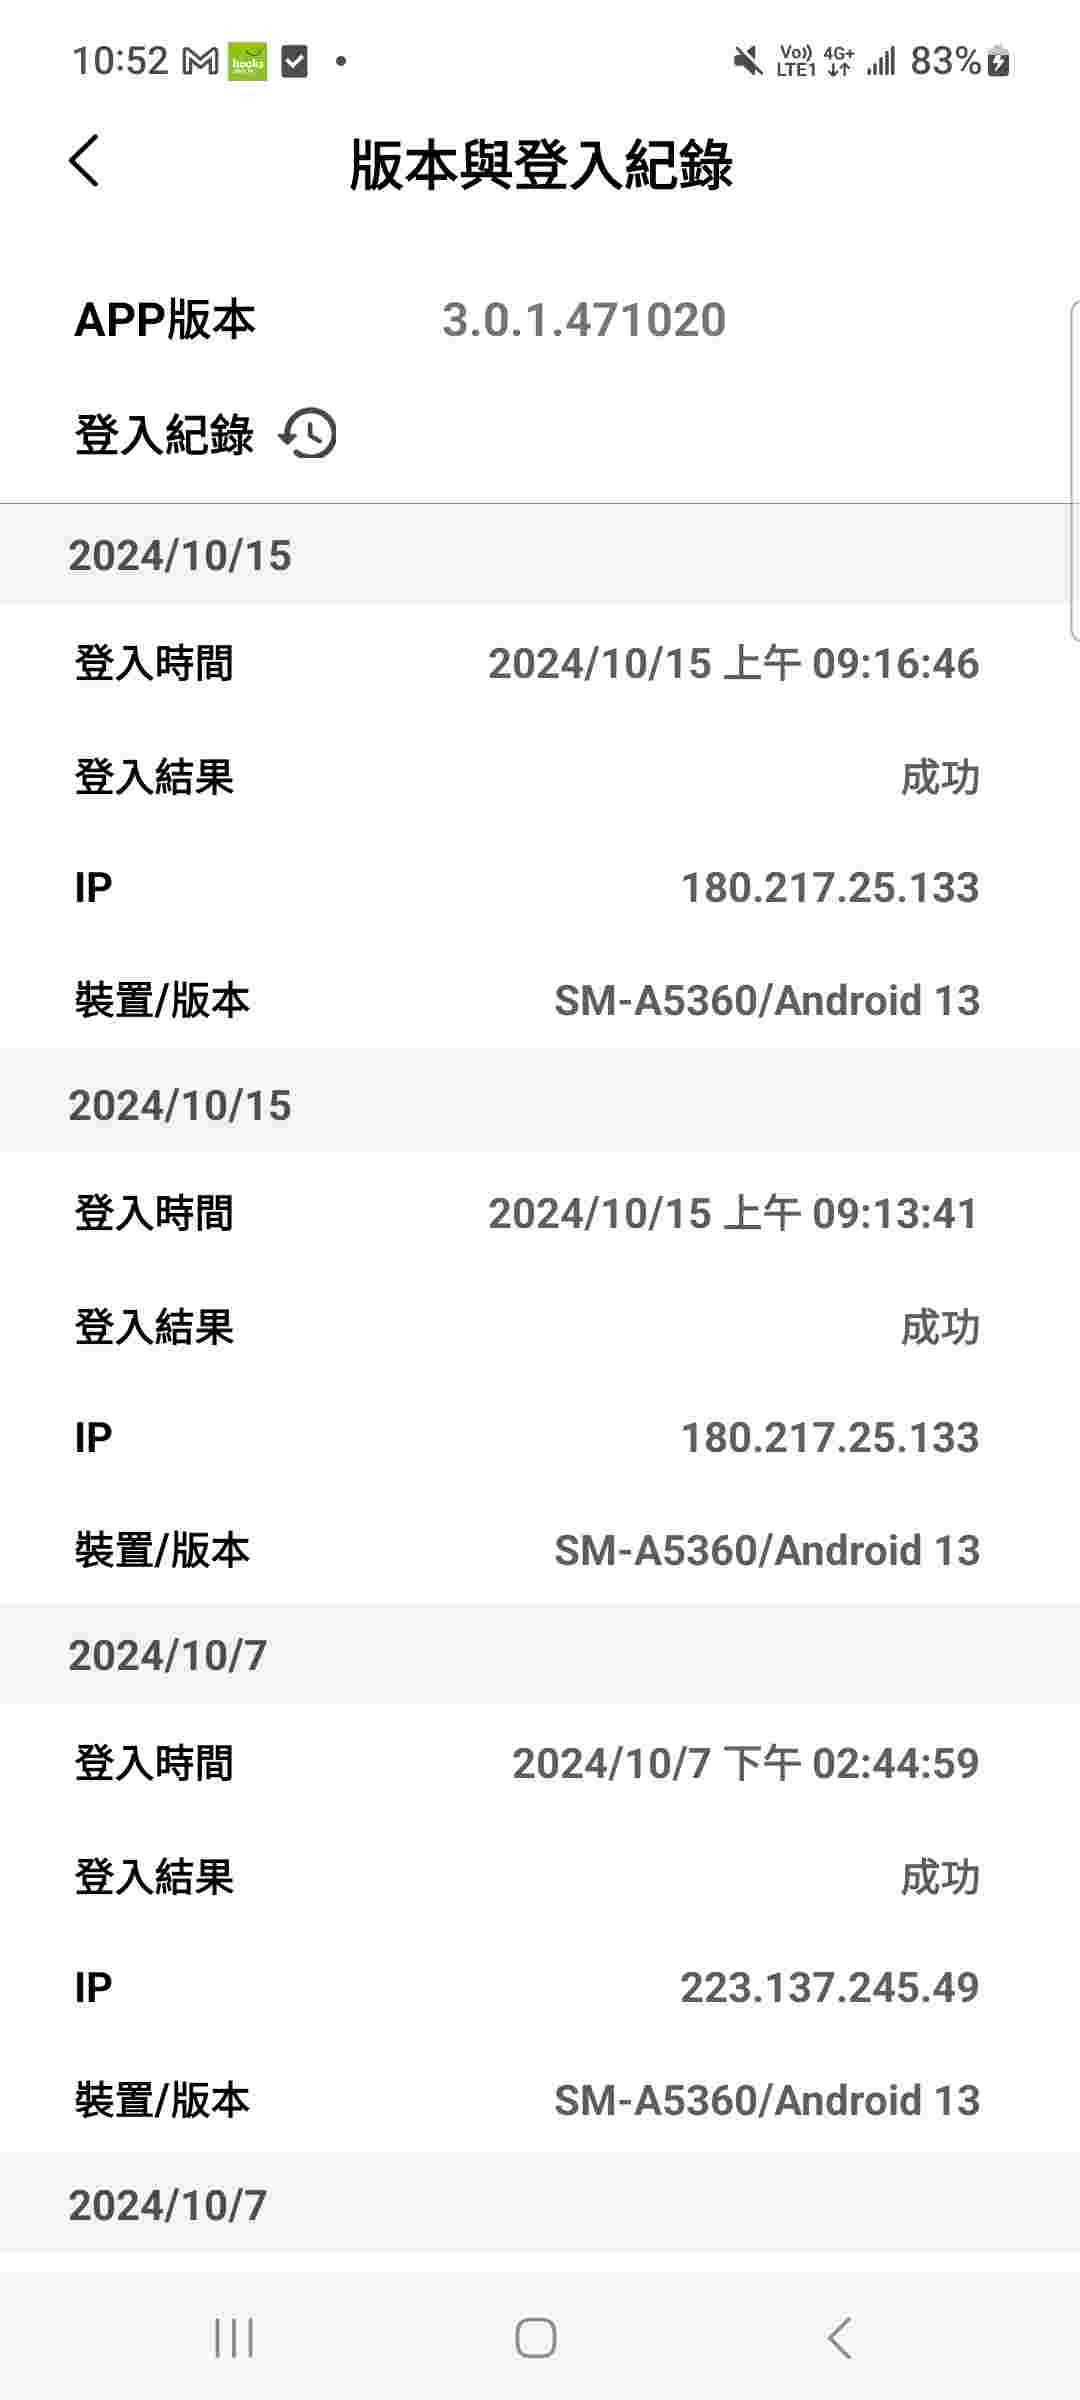 10:52 books Vo)) LTE1 4G+ 83%
版本與登入紀錄
APP版本 3.0.1.471020
登入紀錄
2024/10/15
登入時間 2024/10/15 上午 09:16:46
登入結果 成功
IP 180.217.25.133
裝置/版本 SM-A5360/Android 13
2024/10/15
登入時間 2024/10/15 上午 09:13:41
登入結果 成功
IP 180.217.25.133
裝置/版本 SM-A5360/Android 13
2024/10/7
登入時間 2024/10/7 下午 02:44:59
登入結果 成功
IP 223.137.245.49
裝置/版本 SM-A5360/Android 13
2024/10/7